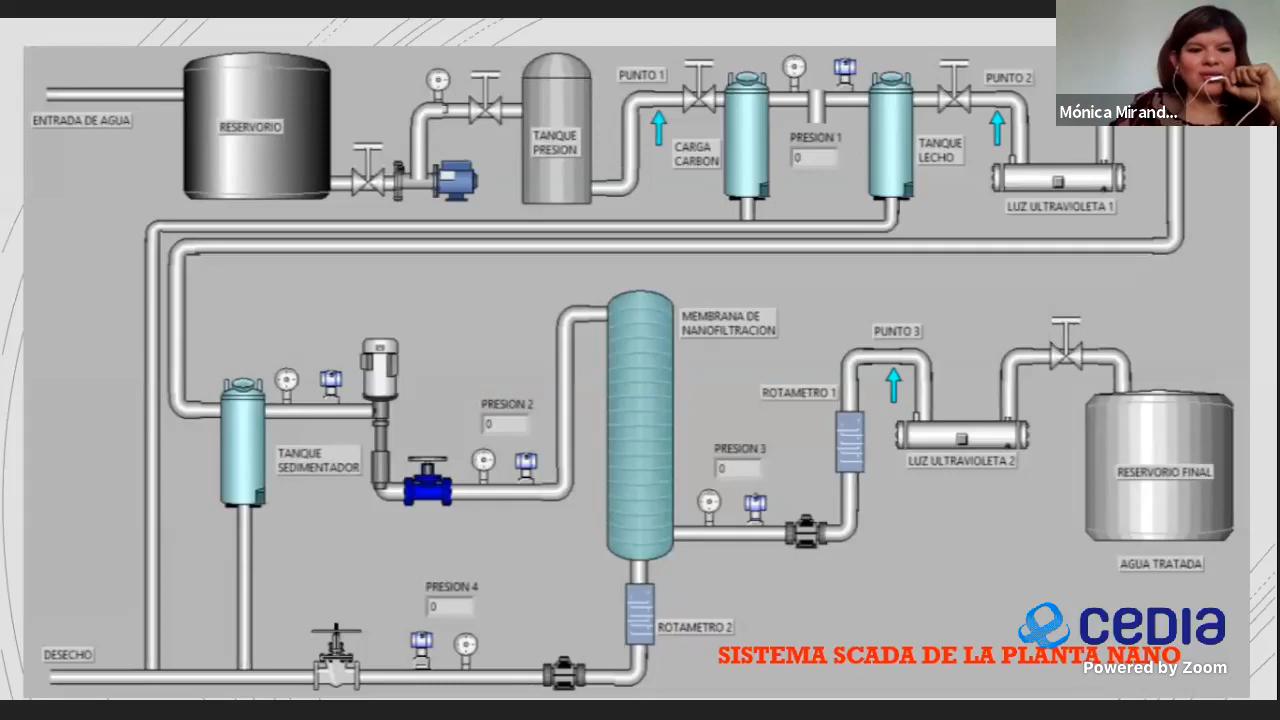 ENTRADA DE AGUA
RESERVORIO
TANQUE
PRESION
PUNTO 1
CARGA
CARBON
PRESION 1
0
TANQUE
LECHO
PUNTO 2
LUZ ULTRAVIOLETA 1
Mónica Mirand...
TANQUE
SEDIMENTADOR
PRESION 2
0
MEMBRANA DE
NANOFILTRACION
PRESION 3
0
ROTAMETRO 1
PUNTO 3
LUZ ULTRAVIOLETA 2
RESERVORIO FINAL
AGUA TRATADA
PRESION 4
0
ROTAMETRO 2
DESECHO
SISTEMA SCADA DE LA PLANTA NANO
cedia
Powered by Zoom